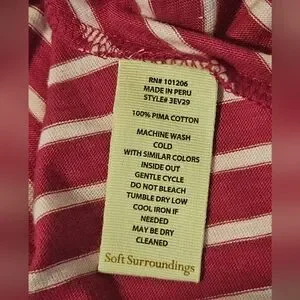 RN# 101206
MADE IN PERU
STYLE# 3EV29
100% PIMA COTTON
MACHINE WASH
COLD
WITH SIMILAR COLORS
INSIDE OUT
GENTLE CYCLE
DO NOT BLEACH
TUMBLE DRY LOW
COOL IRON IF
NEEDED
MAY BE DRY
CLEANED
Soft Surroundings